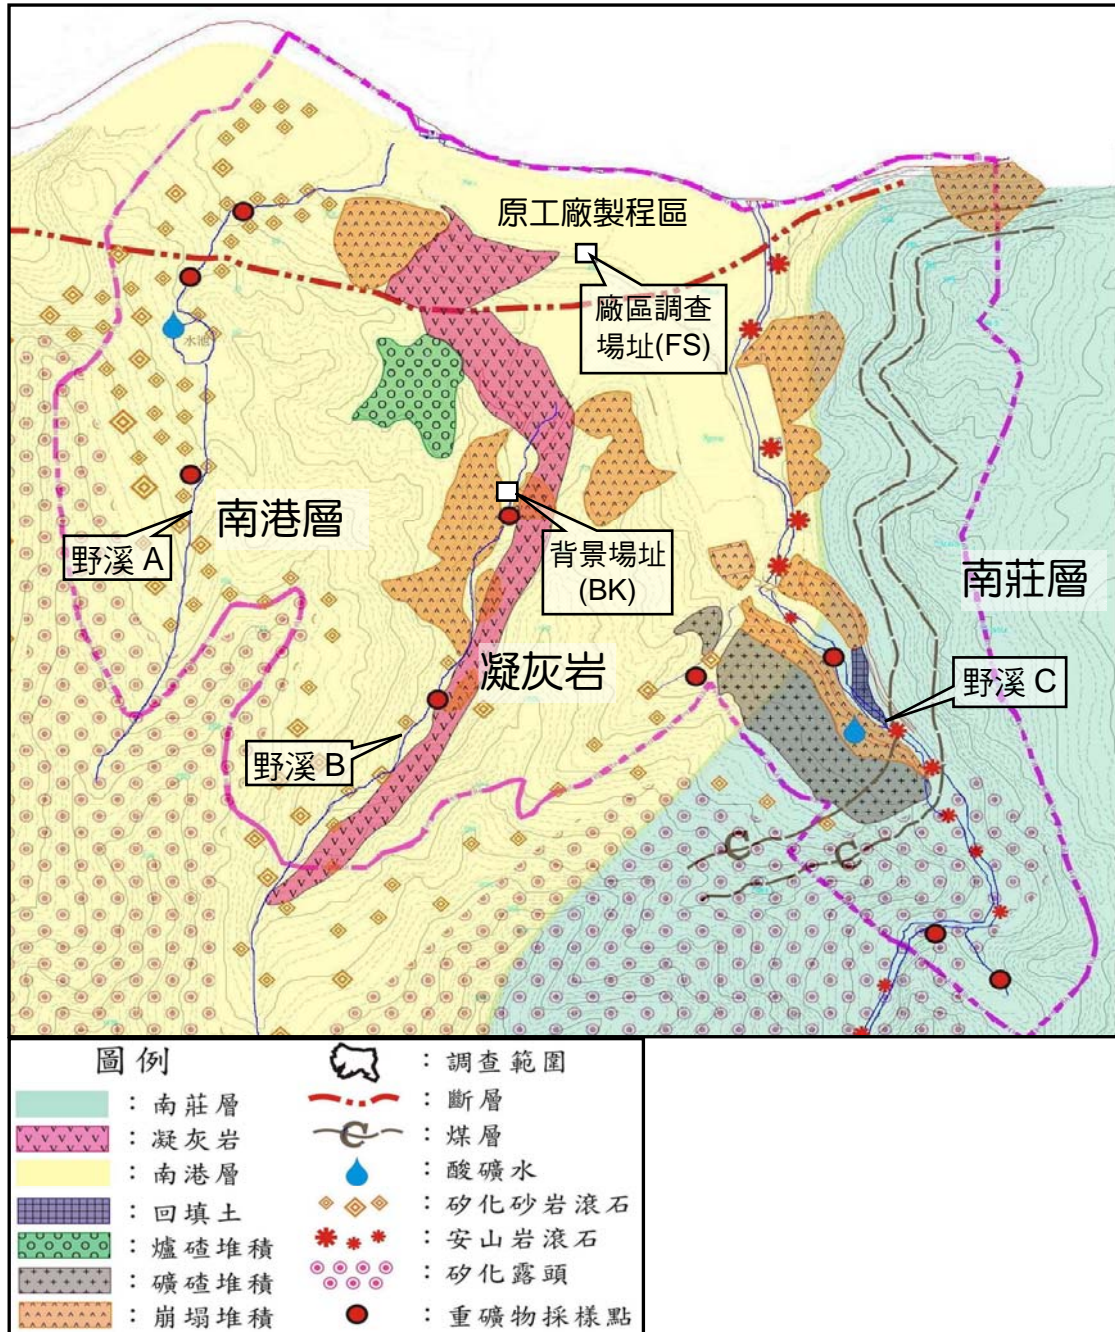 原工廠製程區
廠區調查
場址(FS)
水池
南港層
野溪 A
背景場址
(BK)
南莊層
凝灰岩
野溪 C
野溪 B
C
C
圖例
：調查範圍
：南莊層
：斷層
：凝灰岩
C
：煤層
：南港層
：酸礦水
：回填土
：矽化砂岩滾石
：爐碴堆積
：安山岩滾石
：礦碴堆積
：矽化露頭
：崩塌堆積
：重礦物採樣點